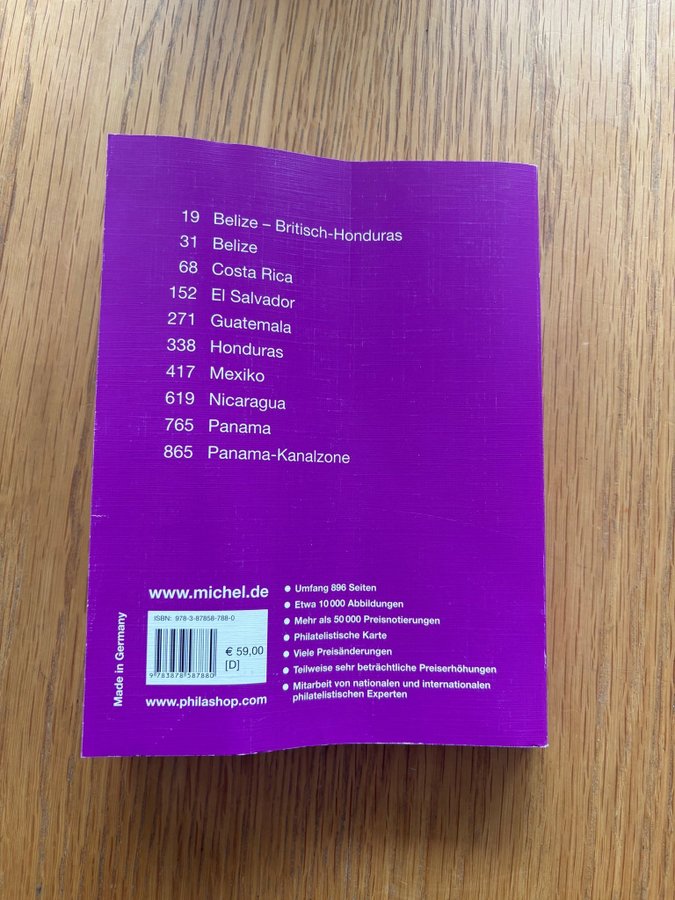 19 Belize – Britisch-Honduras
31 Belize
68 Costa Rica
152 El Salvador
271 Guatemala
338 Honduras
417 Mexiko
619 Nicaragua
765 Panama
865 Panama-Kanalzone
Made in Germany
www.michel.de
ISBN: 978-3-87858-788-0
€ 59,00
[D]
9 783878 587880
www.philashop.com
● Umfang 896 Seiten
● Etwa 10 000 Abbildungen
● Mehr als 50 000 Preisnotierungen
● Philatelistische Karte
● Viele Preisänderungen
● Teilweise sehr beträchtliche Preiserhöhungen
● Mitarbeit von nationalen und internationalen
philatelistischen Experten